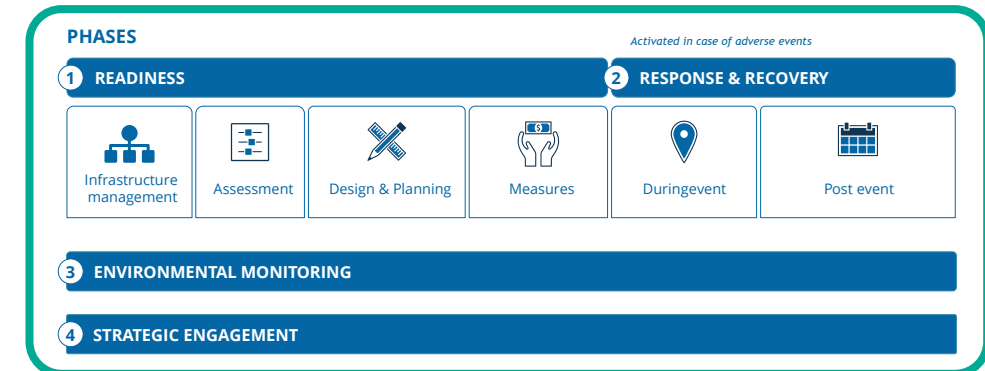 PHASES
Activated in case of adverse events
1 READINESS
2 RESPONSE & RECOVERY
Infrastructure
management
Assessment
Design & Planning
$
Measures
Duringevent
Post event
3 ENVIRONMENTAL MONITORING
4 STRATEGIC ENGAGEMENT